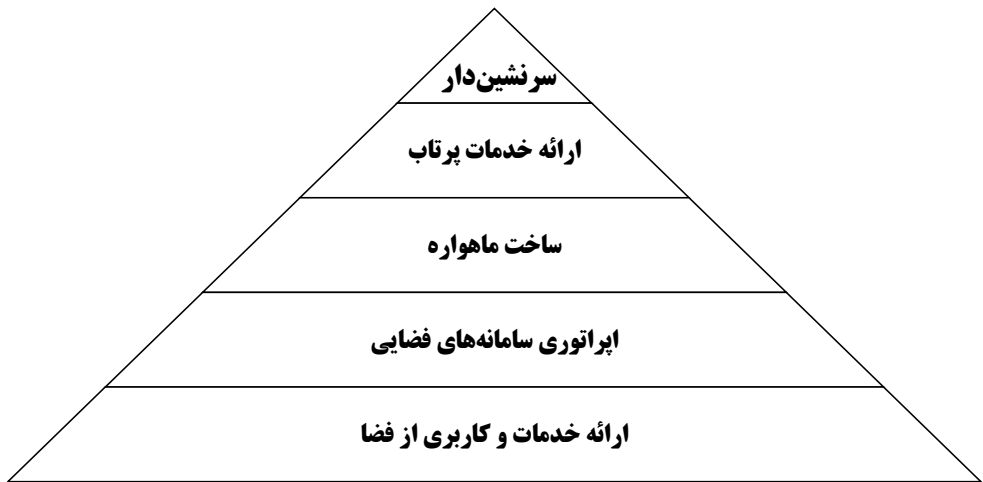 سرنشین‌دار
ارائه خدمات پرتاب
ساخت ماهواره
اپراتوری سامانه‌های فضایی
ارائه خدمات و کاربری از فضا